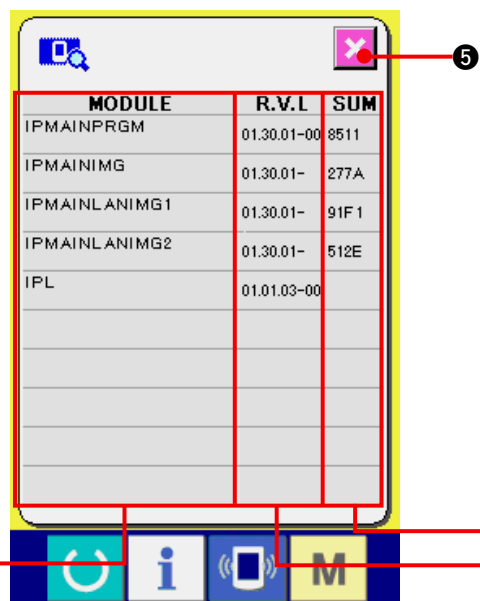 ❺
MODULE R.V.L SUM
IPMAINPRGM 01.30.01-00 8511
IPMAINIMG 01.30.01- 277A
IPMAINLANIMG1 01.30.01- 91F1
IPMAINLANIMG2 01.30.01- 512E
IPL 01.01.03-00
i M